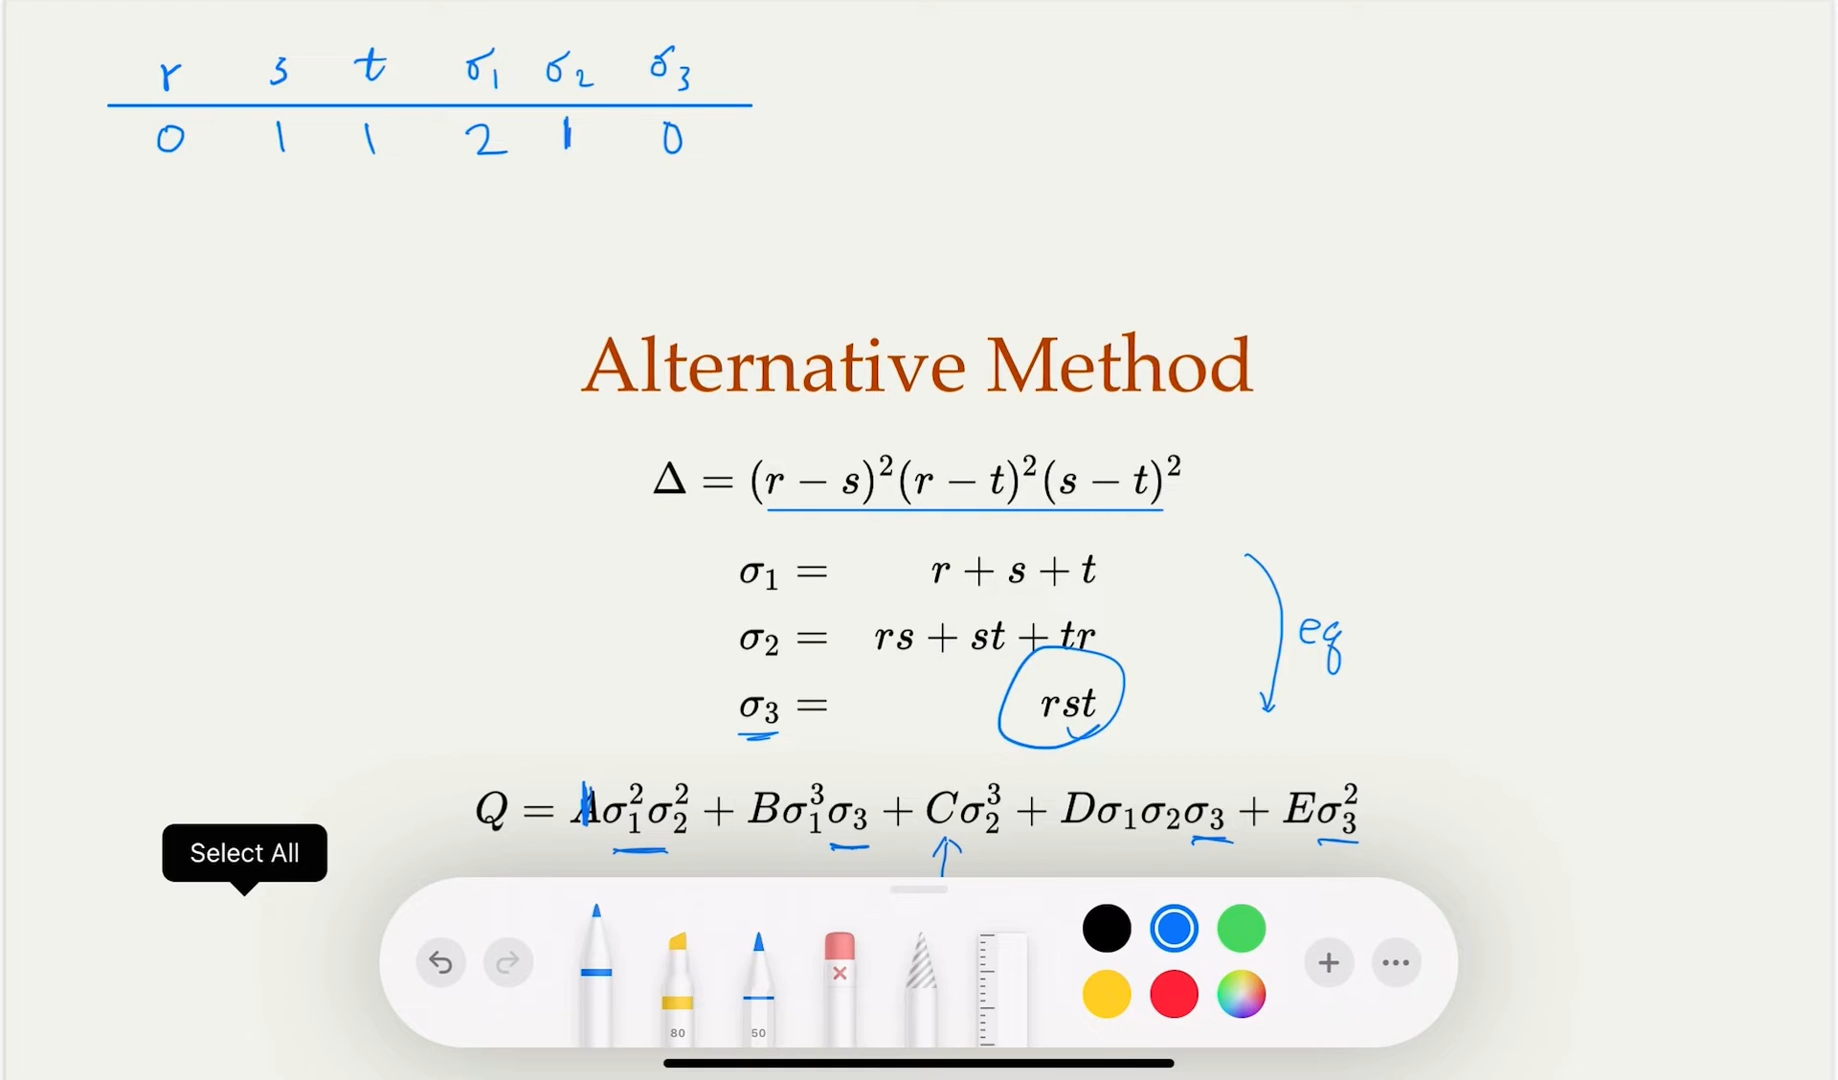 r s t σ₁ σ₂ σ₃
0 1 1 2 1 0
Alternative Method
Δ = (r − s)²(r − t)²(s − t)²
σ₁ = r + s + t
σ₂ = rs + st + tr
eq
σ₃ = rst
Q = Aσ₁²σ₂² + Bσ₁³σ₃ + Cσ₂³ + Dσ₁σ₂σ₃ + Eσ₃²
Select All
80 50